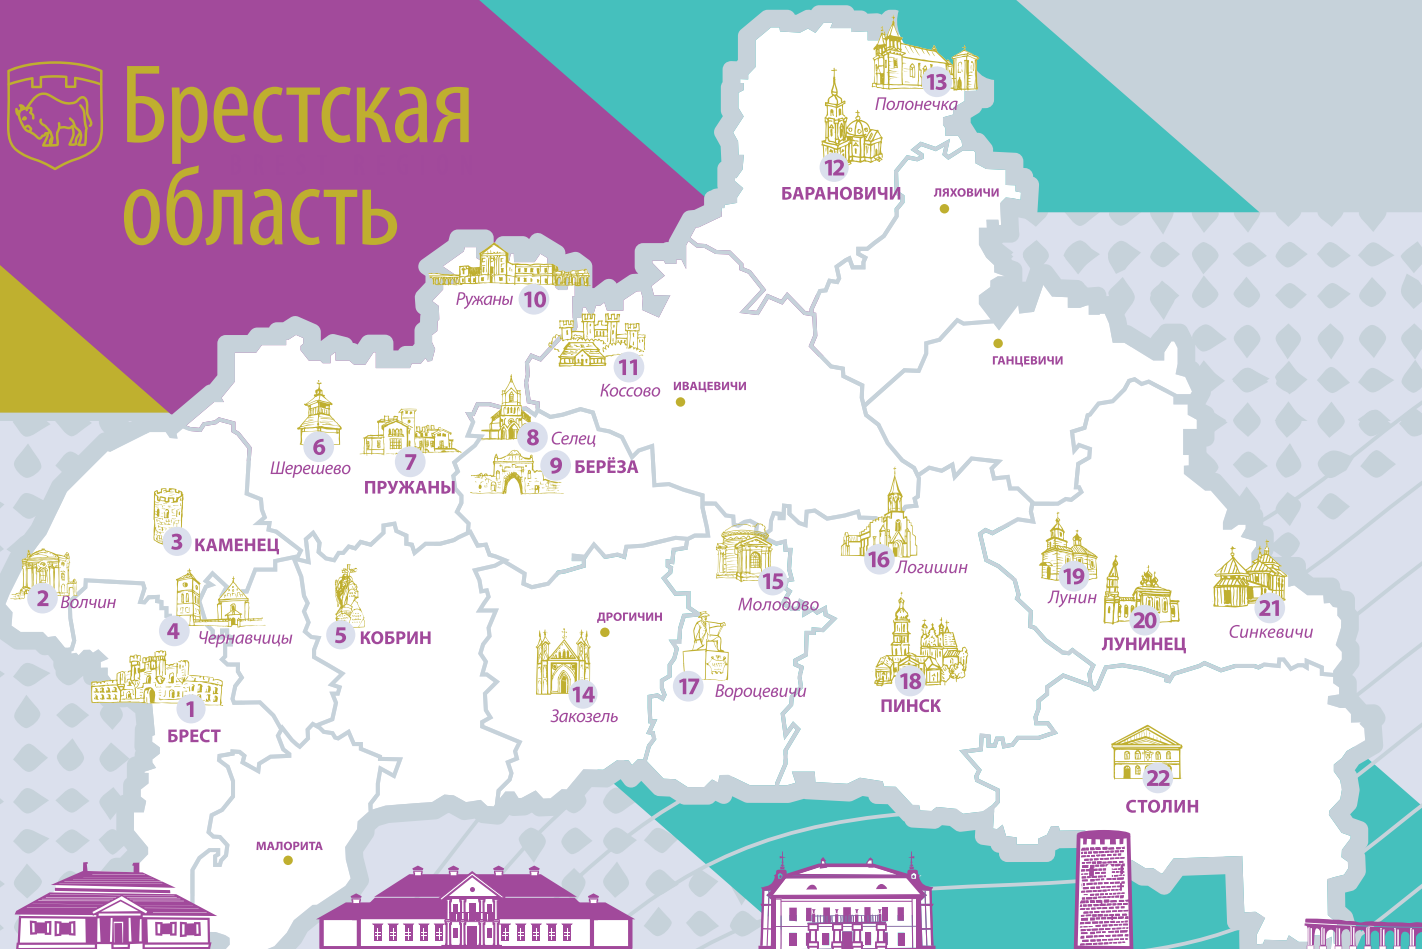 Брестская
область
13
Полонечка
12
БАРАНОВИЧИ
ЛЯХОВИЧИ
Ружаны 10
ГАНЦЕВИЧИ
11
Коссово
ИВАЦЕВИЧИ
6
Шерешево
7
ПРУЖАНЫ
8 Селец
9 БЕРЁЗА
3 КАМЕНЕЦ
2 Волчин
4 Чернавчицы
5 КОБРИН
1
БРЕСТ
ДРОГИЧИН
14
Закозель
15
Молодово
16 Логишин
17 Вороцевичи
18
ПИНСК
19
Лунин
20
ЛУНИНЕЦ
21
Синкевичи
22
СТОЛИН
МАЛОРИТА